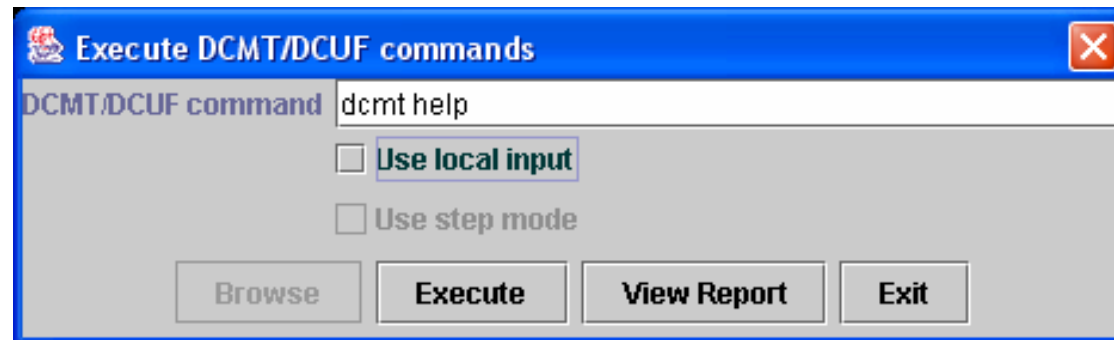 Execute DCMT/DCUF commands
DCMT/DCUF command dcmt help
Use local input
Use step mode
Browse Execute View Report Exit